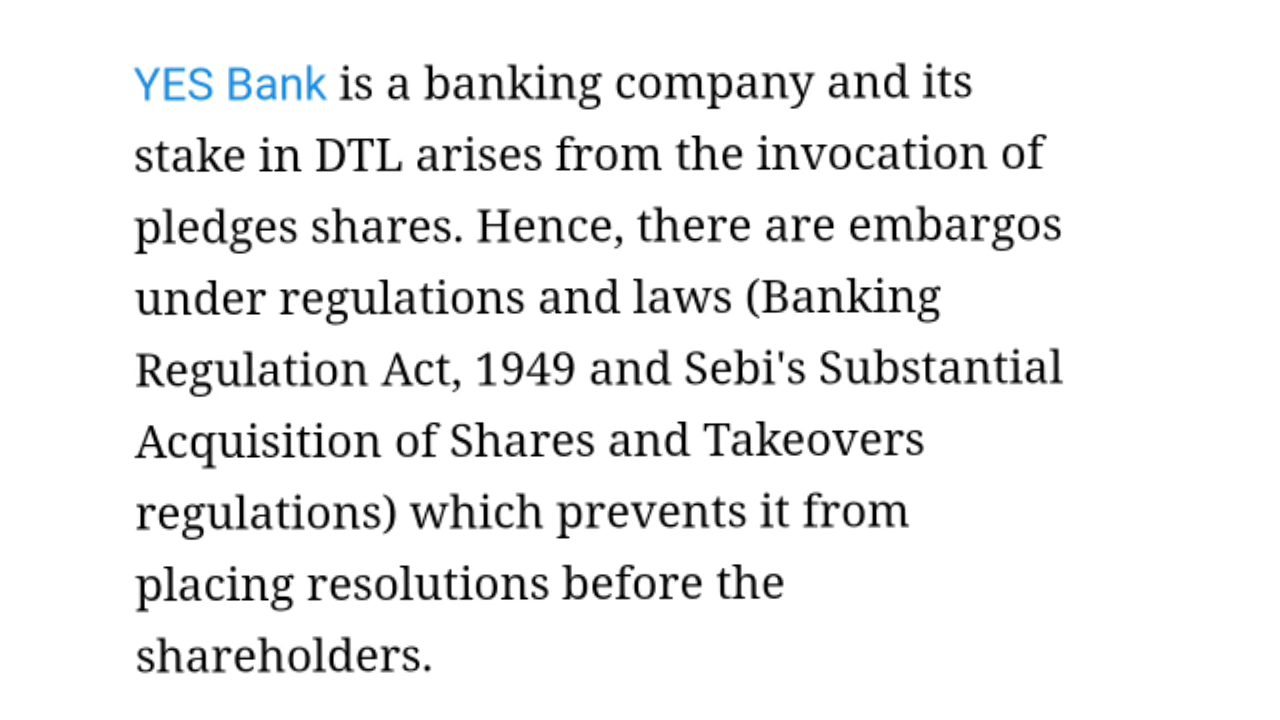 YES Bank is a banking company and its
stake in DTL arises from the invocation of
pledges shares. Hence, there are embargos
under regulations and laws (Banking
Regulation Act, 1949 and Sebi's Substantial
Acquisition of Shares and Takeovers
regulations) which prevents it from
placing resolutions before the
shareholders.